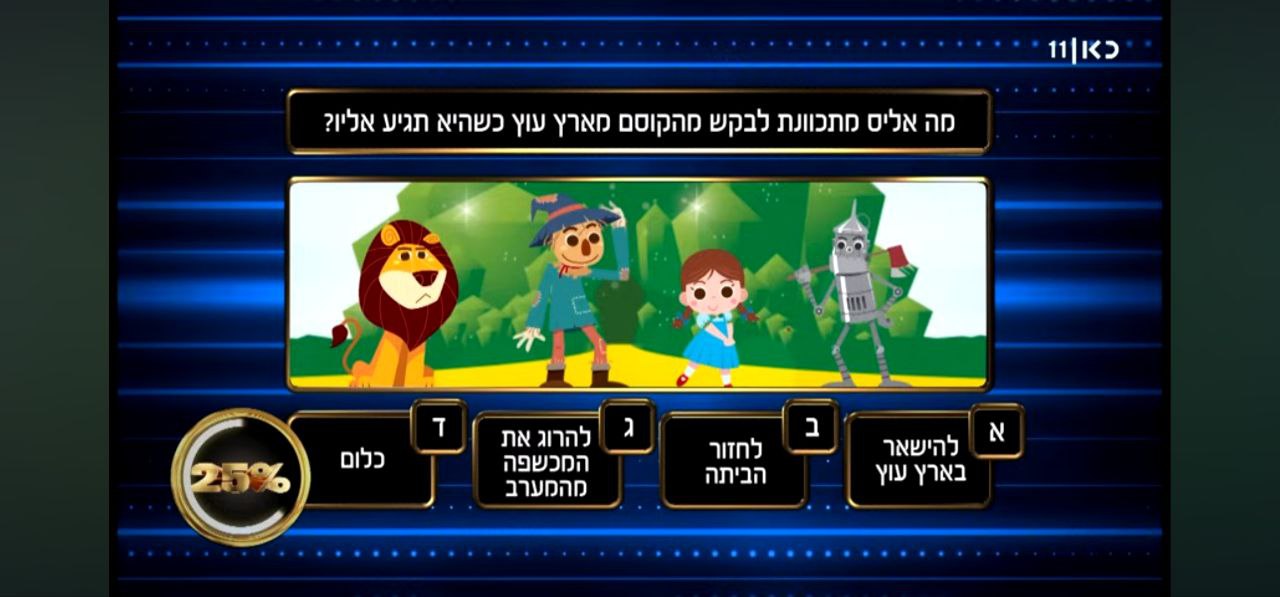 כאן|11
מה אליס מתכוונת לבקש מהקוסם מארץ עוץ כשהיא תגיע אליו?
א
להישאר
בארץ עוץ
ב
לחזור
הביתה
ג
להרוג את
המכשפה
מהמערב
ד
כלום
25%